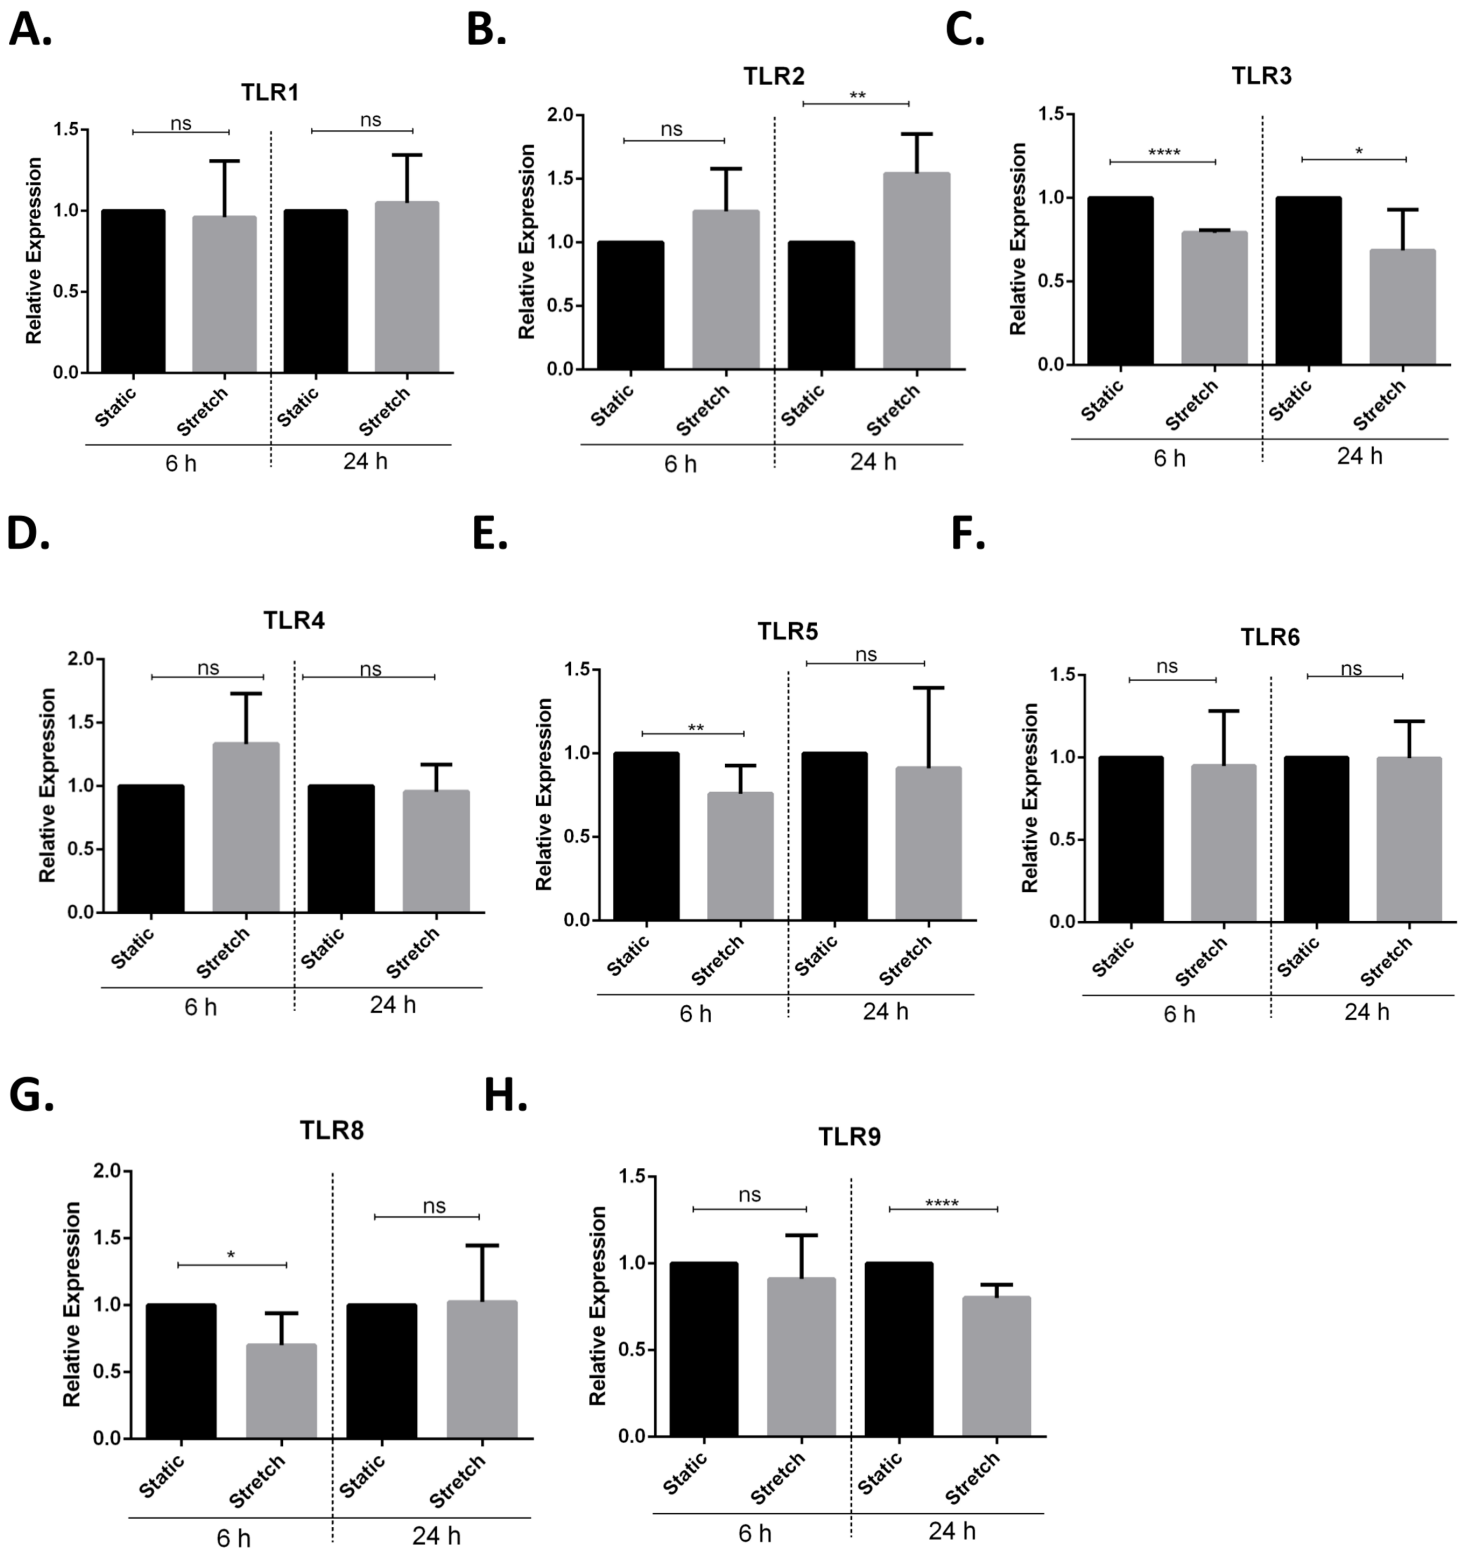 A.
TLR1
ns
ns
Relative Expression
1.5
1.0
0.5
0.0
Static
Stretch
Static
Stretch
6 h
24 h
B.
TLR2
ns
**
Relative Expression
2.0
1.5
1.0
0.5
0.0
Static
Stretch
Static
Stretch
6 h
24 h
C.
TLR3
****
*
Relative Expression
1.5
1.0
0.5
0.0
Static
Stretch
Static
Stretch
6 h
24 h
D.
TLR4
ns
ns
Relative Expression
2.0
1.5
1.0
0.5
0.0
Static
Stretch
Static
Stretch
6 h
24 h
E.
TLR5
**
ns
Relative Expression
1.5
1.0
0.5
0.0
Static
Stretch
Static
Stretch
6 h
24 h
F.
TLR6
ns
ns
Relative Expression
1.5
1.0
0.5
0.0
Static
Stretch
Static
Stretch
6 h
24 h
G.
TLR8
*
ns
Relative Expression
2.0
1.5
1.0
0.5
0.0
Static
Stretch
Static
Stretch
6 h
24 h
H.
TLR9
ns
****
Relative Expression
1.5
1.0
0.5
0.0
Static
Stretch
Static
Stretch
6 h
24 h